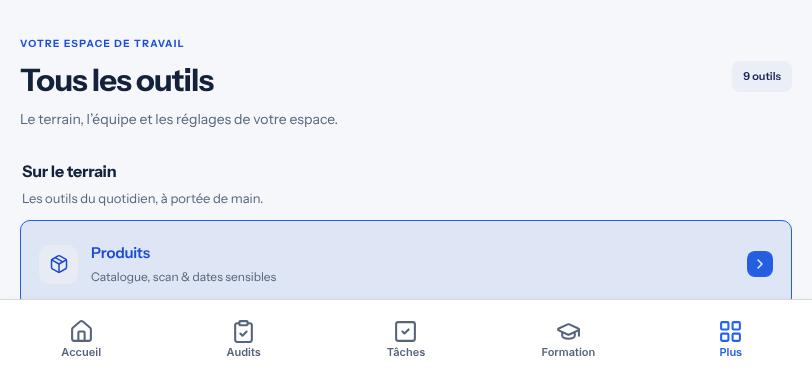 VOTRE ESPACE DE TRAVAIL
Tous les outils
9 outils
Le terrain, l’équipe et les réglages de votre espace.
Sur le terrain
Les outils du quotidien, à portée de main.
Produits
Catalogue, scan & dates sensibles
Accueil
Audits
Tâches
Formation
Plus